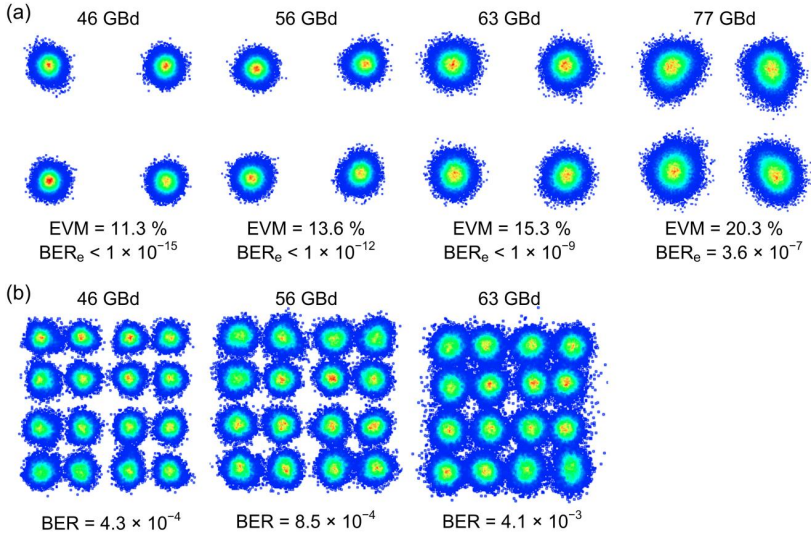 (a)
46 GBd 56 GBd 63 GBd 77 GBd
EVM = 11.3 % EVM = 13.6 % EVM = 15.3 % EVM = 20.3 %
BERₑ < 1 × 10⁻¹⁵ BERₑ < 1 × 10⁻¹² BERₑ < 1 × 10⁻⁹ BERₑ = 3.6 × 10⁻⁷
(b)
46 GBd 56 GBd 63 GBd
BER = 4.3 × 10⁻⁴ BER = 8.5 × 10⁻⁴ BER = 4.1 × 10⁻³